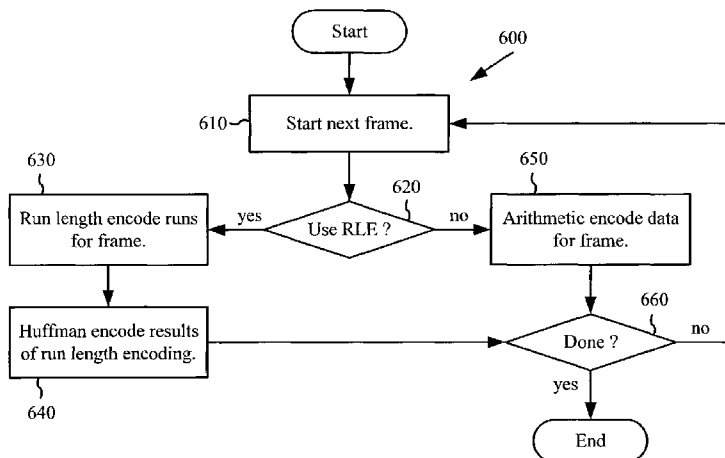 Start
600
610
Start next frame.
630
620
650
yes
no
Run length encode runs
for frame.
Use RLE ?
Arithmetic encode data
for frame.
660
Huffman encode results
of run length encoding.
Done ?
no
640
yes
End